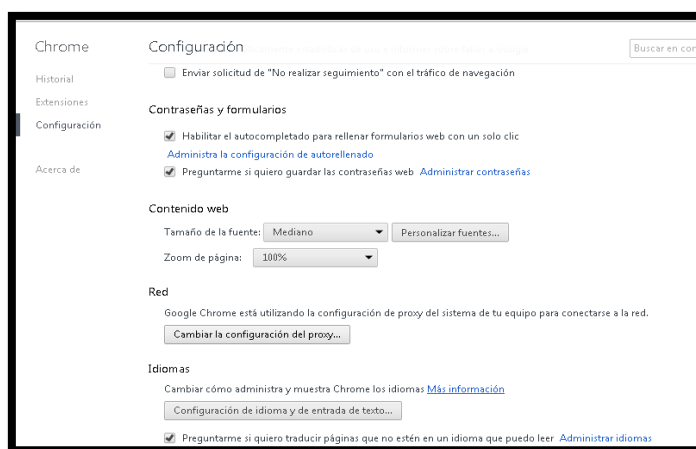 Chrome
Configuración
Buscar en con
Historial
Extensiones
Configuración
Acerca de
Enviar solicitud de "No realizar seguimiento" con el tráfico de navegación
Contraseñas y formularios
Habilitar el autocompletado para rellenar formularios web con un solo clic
Administra la configuración de autorellenado
Preguntarme si quiero guardar las contraseñas web Administrar contraseñas
Contenido web
Tamaño de la fuente: Mediano Personalizar fuentes...
Zoom de página: 100%
Red
Google Chrome está utilizando la configuración de proxy del sistema de tu equipo para conectarse a la red.
Cambiar la configuración del proxy...
Idiomas
Cambiar cómo administra y muestra Chrome los idiomas Más información
Configuración de idioma y de entrada de texto...
Preguntarme si quiero traducir páginas que no estén en un idioma que puedo leer Administrar idiomas